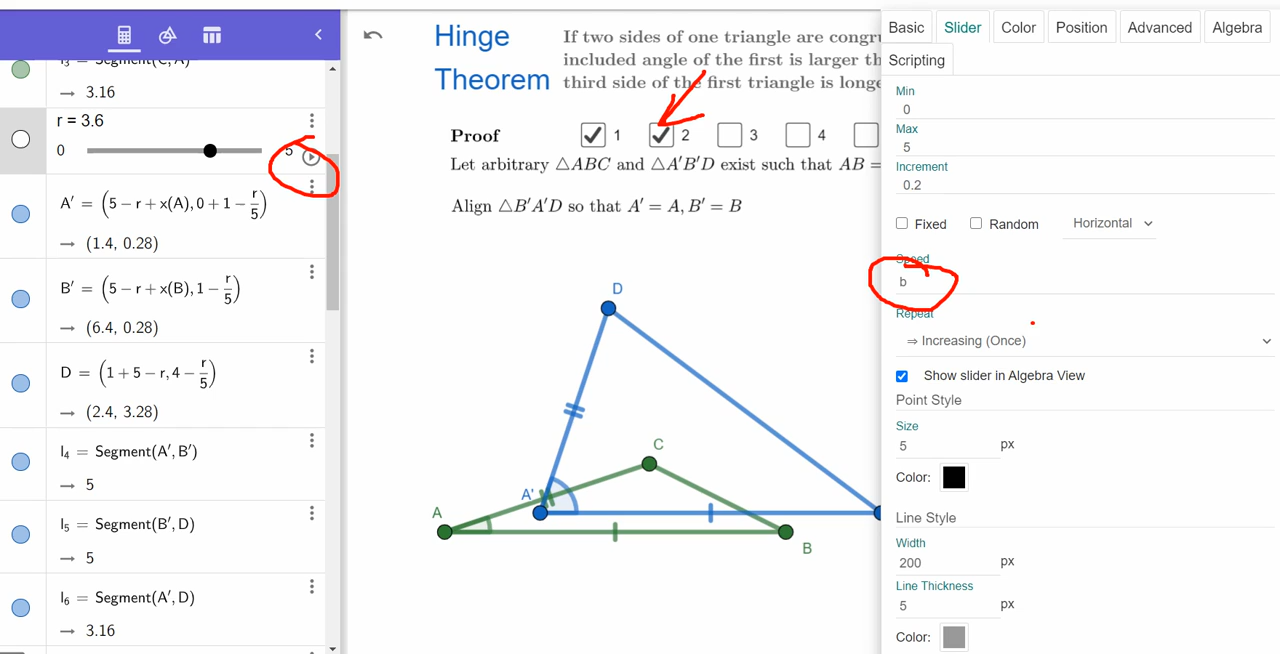 l₃ = Segment(C, A)
→ 3.16
r = 3.6
0
5
A′ = (5 − r + x(A), 0 + 1 − r/5)
→ (1.4, 0.28)
B′ = (5 − r + x(B), 1 − r/5)
→ (6.4, 0.28)
D = (1 + 5 − r, 4 − r/5)
→ (2.4, 3.28)
l₄ = Segment(A′, B′)
→ 5
l₅ = Segment(B′, D)
→ 5
l₆ = Segment(A′, D)
→ 3.16
Hinge
Theorem
If two sides of one triangle are congru
included angle of the first is larger th
third side of the first triangle is longe
Proof 1 2 3 4
Let arbitrary △ABC and △A′B′D exist such that AB =
Align △B′A′D so that A′ = A, B′ = B
D
C
A'
A
B
Basic Slider Color Position Advanced Algebra
Scripting
Min
0
Max
5
Increment
0.2
Fixed Random Horizontal
Speed
b
Repeat
⇒ Increasing (Once)
Show slider in Algebra View
Point Style
Size
5 px
Color:
Line Style
Width
200 px
Line Thickness
5 px
Color: